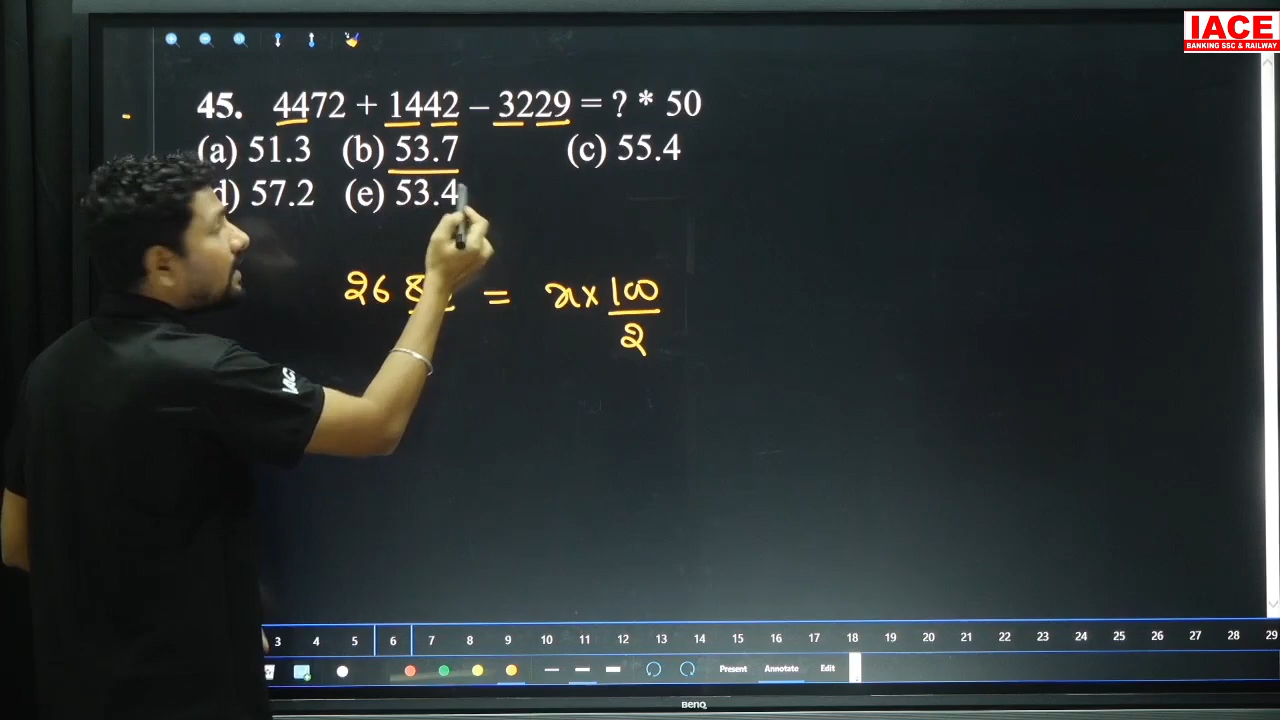 IACE
BANKING SSC & RAILWAY
45. 4472 + 1442 – 3229 = ? * 50
(a) 51.3 (b) 53.7 (c) 55.4
d) 57.2 (e) 53.4
268 = x × 100
2
IAC
3 4 5 6 7 8 9 10 11 12 13 14 15 16 17 18 19 20 21 22 23 24 25 26 27 28 29
Present Annotate Edit
BenQ